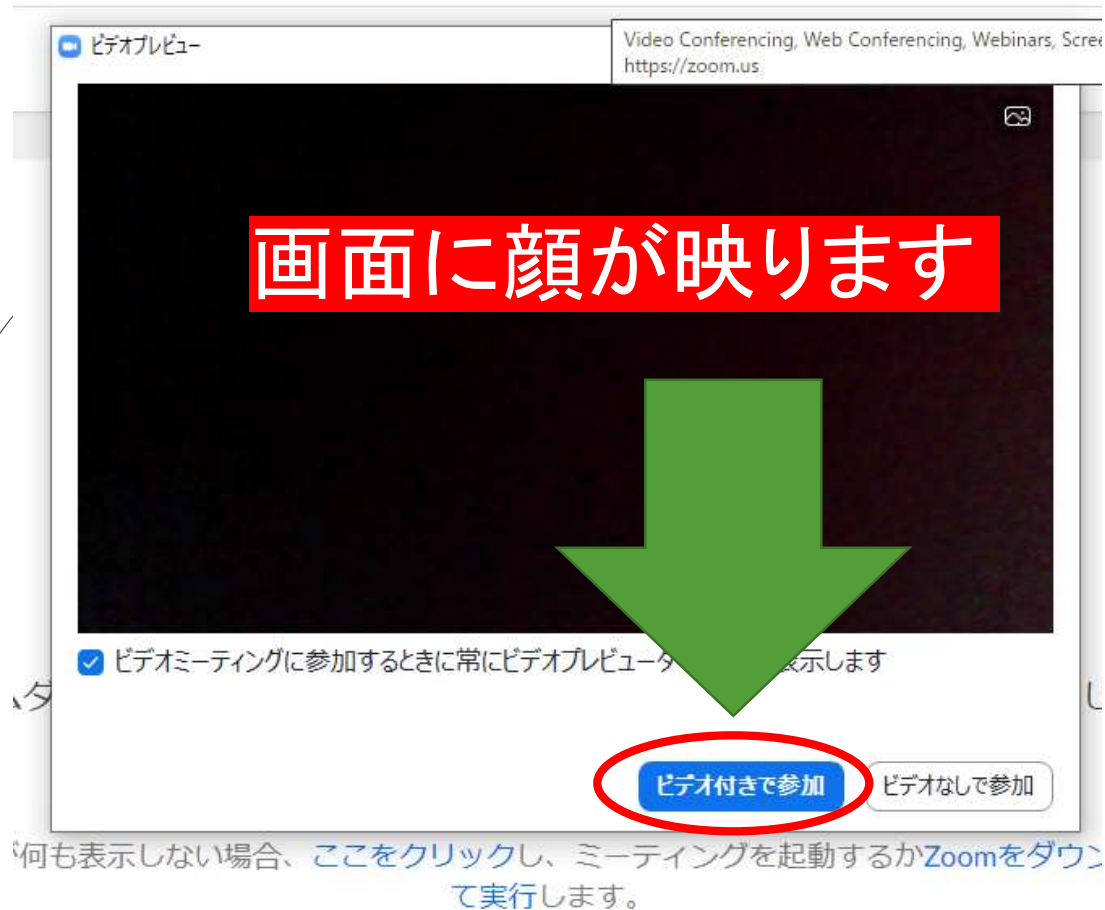 ビデオプレビュー
Video Conferencing, Web Conferencing, Webinars, Scree
https://zoom.us
画面に顔が映ります
ビデオミーティングに参加するときに常にビデオプレビュータ 表示します
ビデオ付きで参加
ビデオなしで参加
何も表示しない場合、ここをクリックし、ミーティングを起動するかZoomをダウン
て実行します。